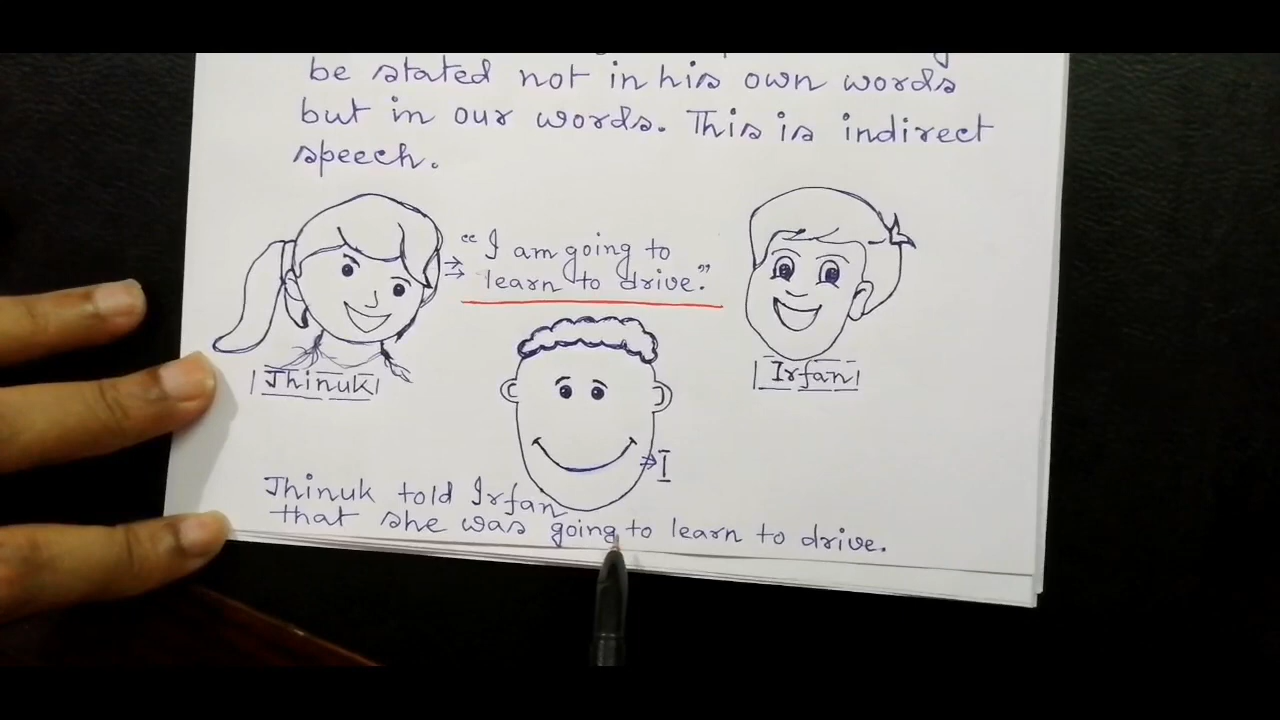 be stated not in his own words
but in our words. This is indirect
speech.
"I am going to
learn to drive."
Jhinuk
Irfan
I
Jhinuk told Irfan
that she was going to learn to drive.